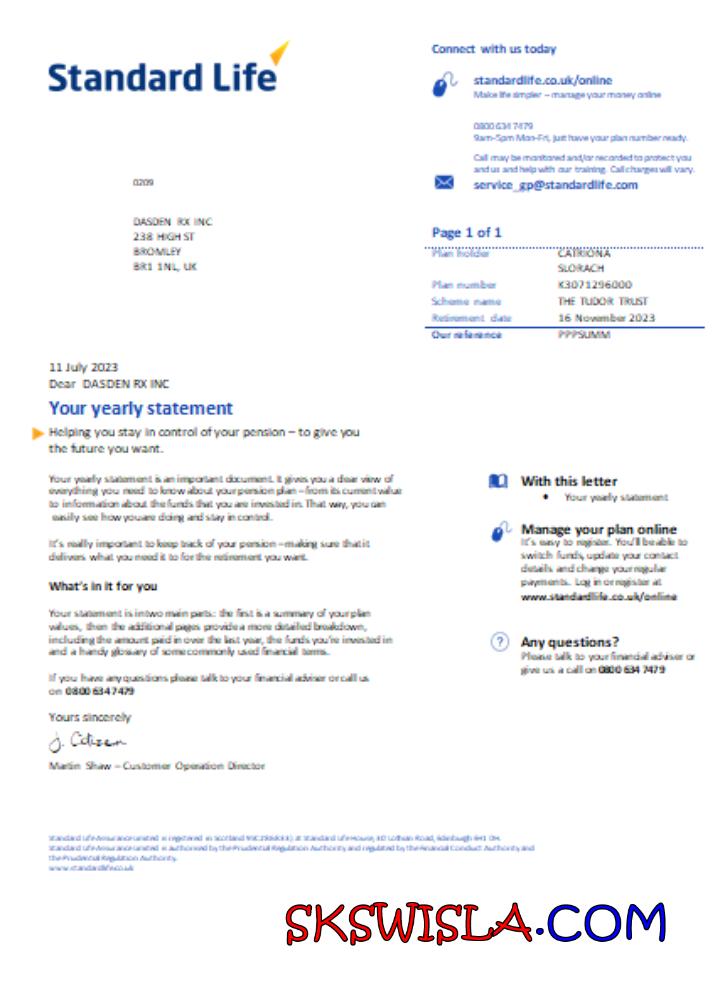 Standard Life
Connect with us today
standardlife.co.uk/online
Make life simpler – manage your money online
0800 634 7479
9am-5pm Mon-Fri, just have your plan number ready.
Call may be monitored and/or recorded to protect you
and us and help with our training. Call charges will vary.
service_gp@standardlife.com
0209
DASDEN RX INC
238 HIGH ST
BROMLEY
BR1 1NL, UK
Page 1 of 1
Plan holder CATRIONA
SLORACH
Plan number K3071296000
Scheme name THE TUDOR TRUST
Retirement date 16 November 2023
Our reference PPPSUMM
11 July 2023
Dear DASDEN RX INC
Your yearly statement
Helping you stay in control of your pension – to give you
the future you want.
Your yearly statement is an important document. It gives you a clear view of
everything you need to know about your pension plan – from its current value
to information about the funds that you are invested in. That way, you can
easily see how you are doing and stay in control.
It's really important to keep track of your pension – making sure that it
delivers what you need it to for the retirement you want.
What's in it for you
Your statement is in two main parts: the first is a summary of your plan
values, then the additional pages provide a more detailed breakdown,
including the amount paid in over the last year, the funds you're invested in
and a handy glossary of some commonly used financial terms.
If you have any questions please talk to your financial adviser or call us
on 0800 634 7479
Yours sincerely
J. Citizen
Martin Shaw – Customer Operation Director
With this letter
• Your yearly statement
Manage your plan online
It's easy to register. You'll be able to
switch funds, update your contact
details and change your regular
payments. Log in or register at
www.standardlife.co.uk/online
Any questions?
Please talk to your financial adviser or
give us a call on 0800 634 7479
Standard Life Assurance Limited is registered in Scotland at Standard Life House, 30 Lothian Road, Edinburgh EH1 2DH.
Standard Life Assurance Limited is authorised by the Prudential Regulation Authority and regulated by the Financial Conduct Authority and
the Prudential Regulation Authority.
www.standardlife.co.uk
SKSWISLA.COM